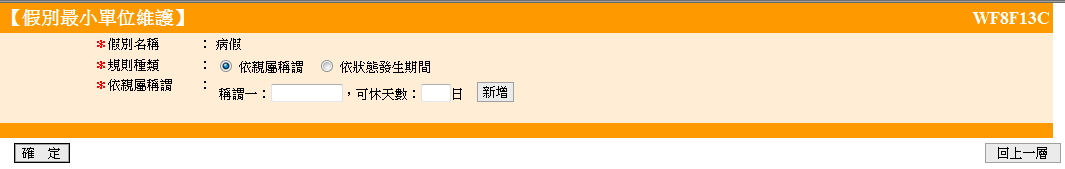 【假別最小單位維護】 WF8F13C
*假別名稱 ： 病假
*規則種類 ： 依親屬稱謂 依狀態發生期間
*依親屬稱謂 ： 稱謂一： ，可休天數： 日 新增
確 定 回上一層